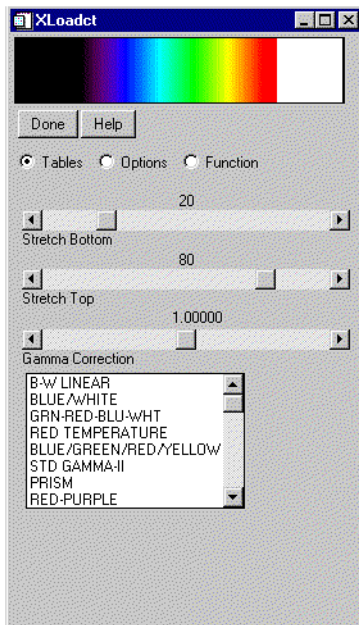 XLoadct
Done Help
Tables Options Function
20
Stretch Bottom
80
Stretch Top
1.00000
Gamma Correction
B-W LINEAR
BLUE/WHITE
GRN-RED-BLU-WHT
RED TEMPERATURE
BLUE/GREEN/RED/YELLOW
STD GAMMA-II
PRISM
RED-PURPLE